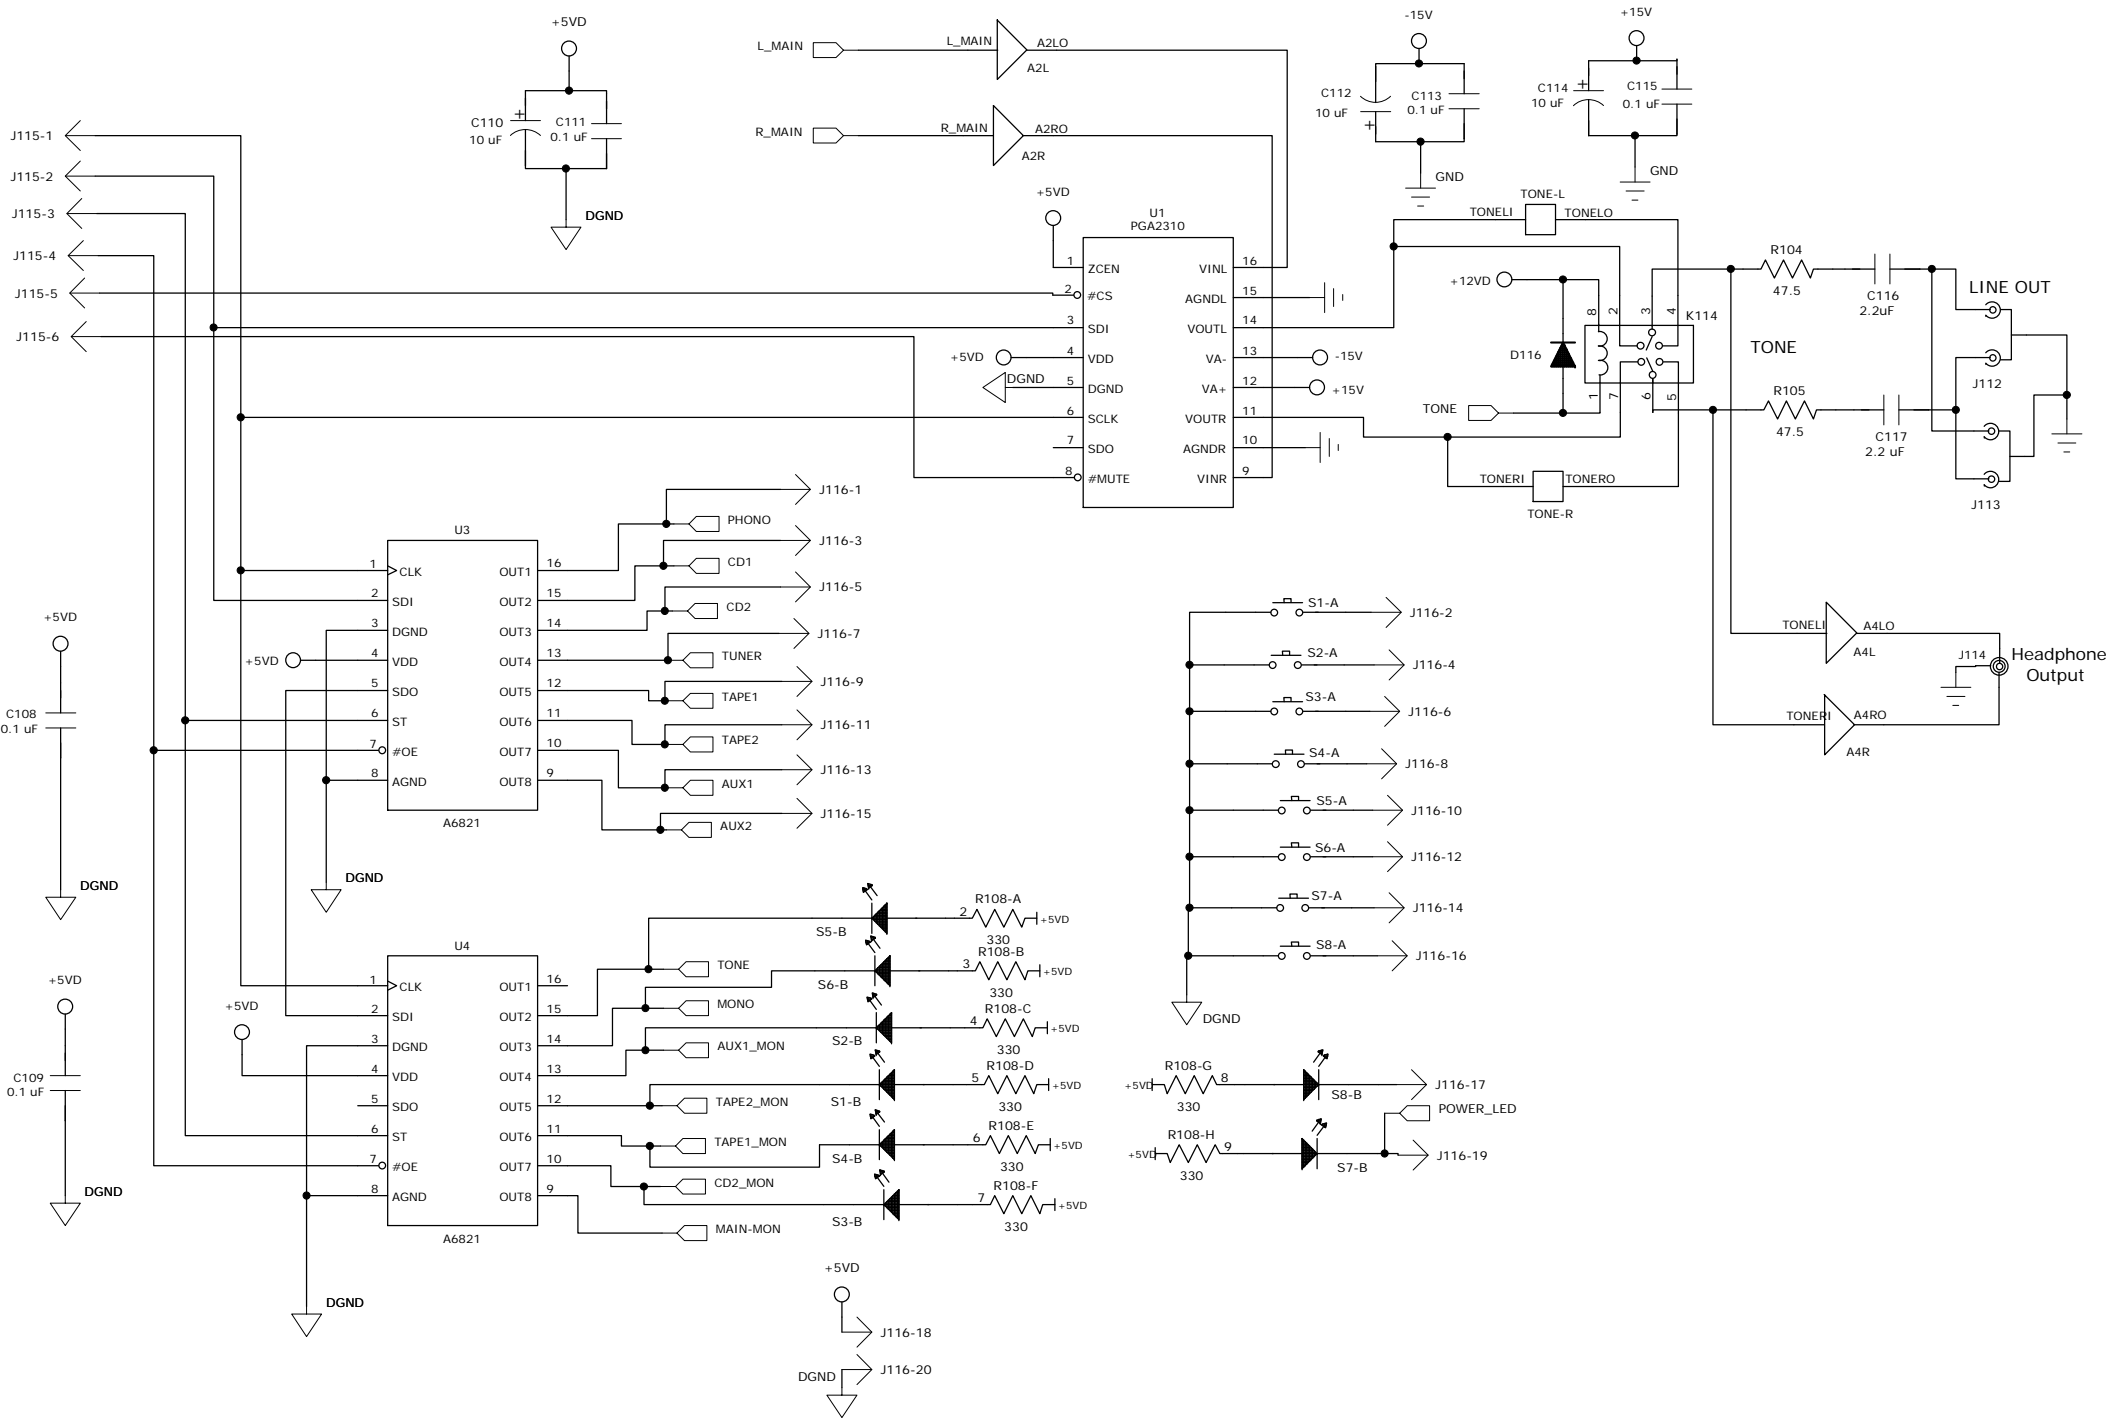 +5VD
C110
10 uF
+
C111
0.1 uF
DGND
L_MAIN
L_MAIN
A2LO
A2L
R_MAIN
R_MAIN
A2RO
A2R
-15V
C112
10 uF
+
C113
0.1 uF
GND
+15V
C114
10 uF
+
C115
0.1 uF
GND
J115-1
J115-2
J115-3
J115-4
J115-5
J115-6
+5VD
U1
PGA2310
1 ZCEN
2 #CS
3 SDI
4 VDD
5 DGND
6 SCLK
7 SDO
8 #MUTE
VINL 16
AGNDL 15
VOUTL 14
VA- 13
VA+ 12
VOUTR 11
AGNDR 10
VINR 9
+5VD
DGND
-15V
+15V
TONE-L
TONELI
TONELO
+12VD
D116
TONE
8
2
3
4
K114
1
7
6
5
TONERI
TONERO
TONE-R
TONE
R104
47.5
C116
2.2uF
R105
47.5
C117
2.2 uF
LINE OUT
J112
J113
TONELI
A4LO
A4L
TONERI
A4RO
A4R
J114
Headphone
Output
U3
1 CLK
2 SDI
3 DGND
4 VDD
5 SDO
6 ST
7 #OE
8 AGND
OUT1 16
OUT2 15
OUT3 14
OUT4 13
OUT5 12
OUT6 11
OUT7 10
OUT8 9
A6821
+5VD
DGND
J116-1
PHONO
J116-3
CD1
J116-5
CD2
J116-7
TUNER
J116-9
TAPE1
J116-11
TAPE2
J116-13
AUX1
J116-15
AUX2
+5VD
C108
0.1 uF
DGND
+5VD
C109
0.1 uF
DGND
S1-A
J116-2
S2-A
J116-4
S3-A
J116-6
S4-A
J116-8
S5-A
J116-10
S6-A
J116-12
S7-A
J116-14
S8-A
J116-16
DGND
U4
+5VD
1 CLK
2 SDI
3 DGND
4 VDD
5 SDO
6 ST
7 #OE
8 AGND
OUT1 16
OUT2 15
OUT3 14
OUT4 13
OUT5 12
OUT6 11
OUT7 10
OUT8 9
A6821
DGND
TONE
MONO
AUX1_MON
TAPE2_MON
TAPE1_MON
CD2_MON
MAIN-MON
S5-B
2
R108-A
330
+5VD
S6-B
3
R108-B
330
+5VD
S2-B
4
R108-C
330
+5VD
S1-B
5
R108-D
330
+5VD
S4-B
6
R108-E
330
+5VD
S3-B
7
R108-F
330
+5VD
+5VD
R108-G
330
8
S8-B
J116-17
POWER_LED
+5VD
R108-H
330
9
S7-B
J116-19
+5VD
J116-18
DGND
J116-20